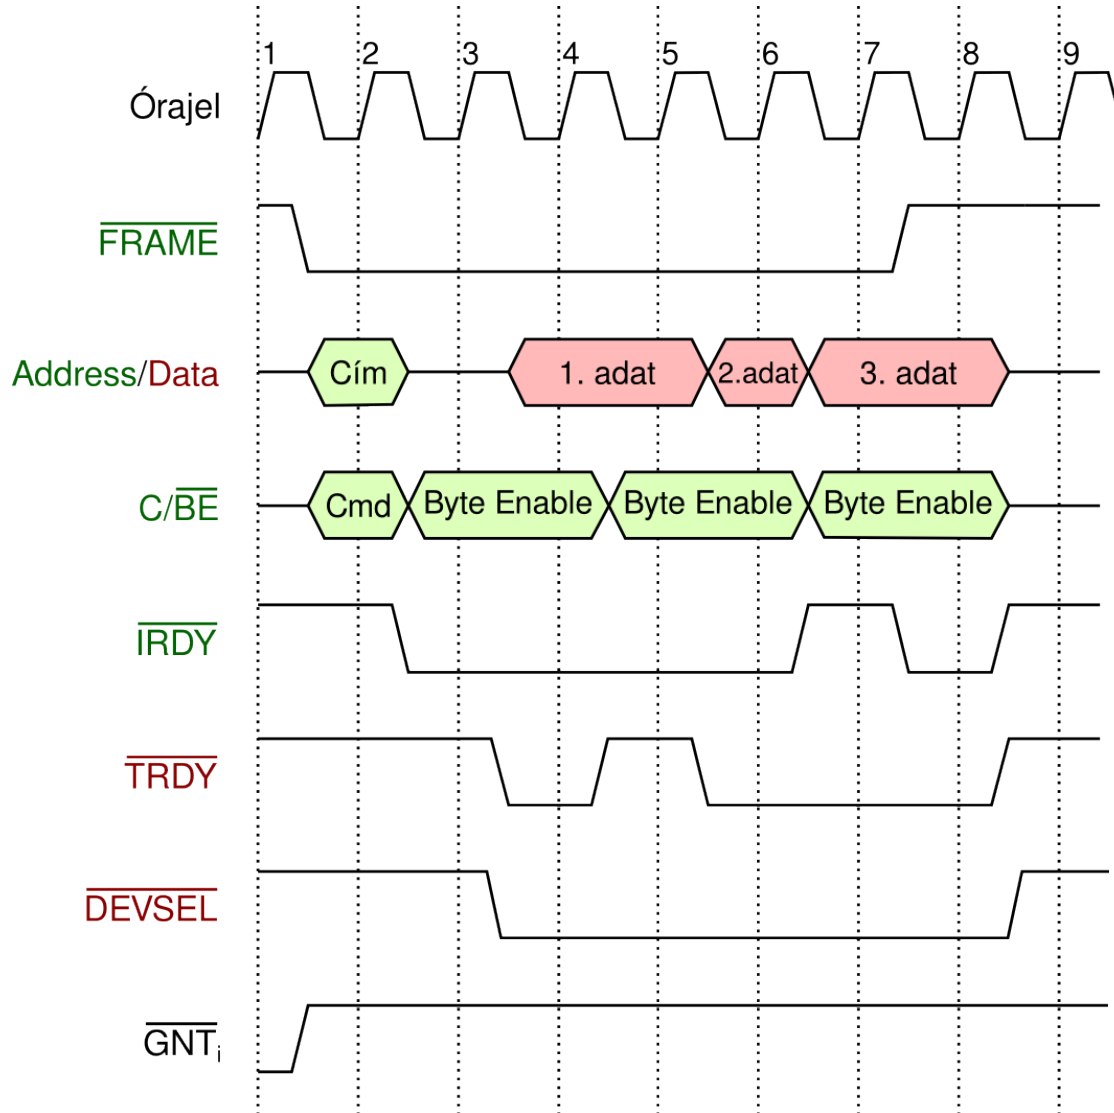 1 2 3 4 5 6 7 8 9
Órajel
FRAME
Address/Data Cím 1. adat 2.adat 3. adat
C/BE Cmd Byte Enable Byte Enable Byte Enable
IRDY
TRDY
DEVSEL
GNTi